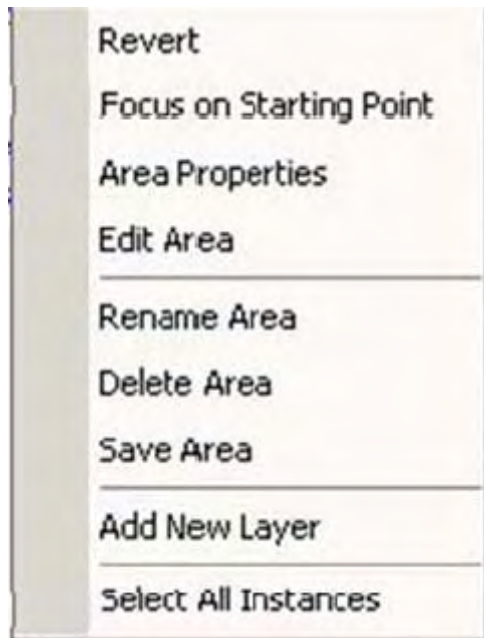 Revert
Focus on Starting Point
Area Properties
Edit Area
Rename Area
Delete Area
Save Area
Add New Layer
Select All Instances